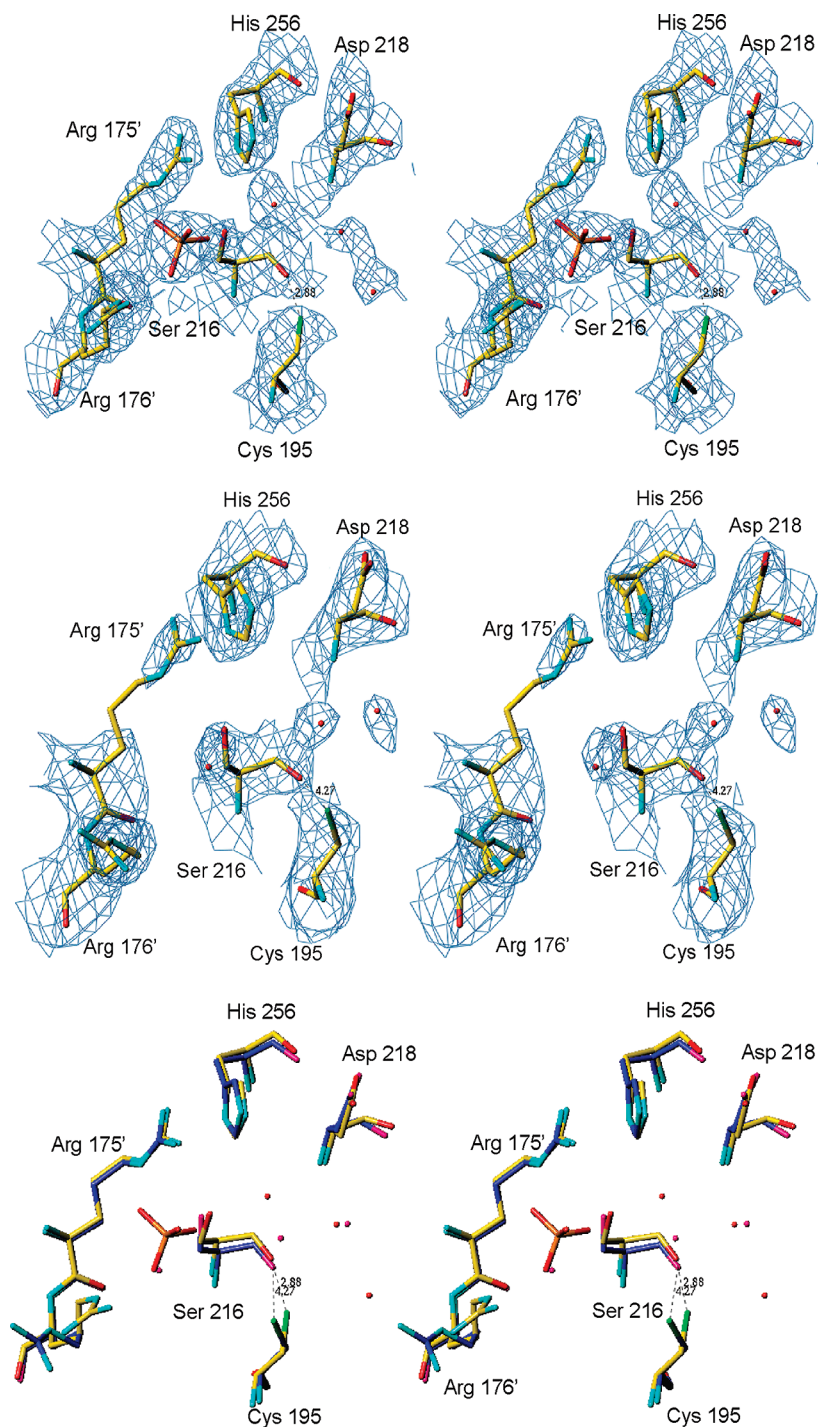 His 256
Asp 218
Arg 175'
2.88
Ser 216
Arg 176'
Cys 195
His 256
Asp 218
Arg 175'
2.88
Ser 216
Arg 176'
Cys 195
His 256
Asp 218
Arg 175'
4.27
Ser 216
Arg 176'
Cys 195
His 256
Asp 218
Arg 175'
4.27
Ser 216
Arg 176'
Cys 195
His 256
Asp 218
Arg 175'
2.88
4.27
Ser 216
Cys 195
His 256
Asp 218
Arg 175'
2.88
4.27
Ser 216
Arg 176'
Cys 195